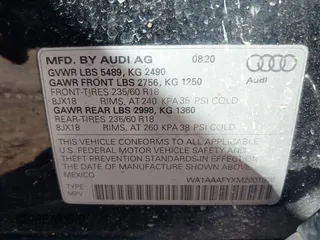 MFD. BY AUDI AG 08.20
GVWR LBS 5489, KG 2490
GAWR FRONT LBS 2756, KG 1250
FRONT-TIRES 235/60 R18
8JX18 RIMS, AT 240 KPA 35 PSI COLD
GAWR REAR LBS 2998, KG 1360
REAR-TIRES 235/60 R18
8JX18 RIMS, AT 260 KPA 38 PSI COLD
THIS VEHICLE CONFORMS TO ALL APPLICABLE
U.S. FEDERAL MOTOR VEHICLE SAFETY, BUMPER,
AND THEFT PREVENTION STANDARDS IN EFFECT
ON THE DATE OF MANUFACTURE SHOWN ABOVE.
MEXICO
TYPE:
MPV
Audi